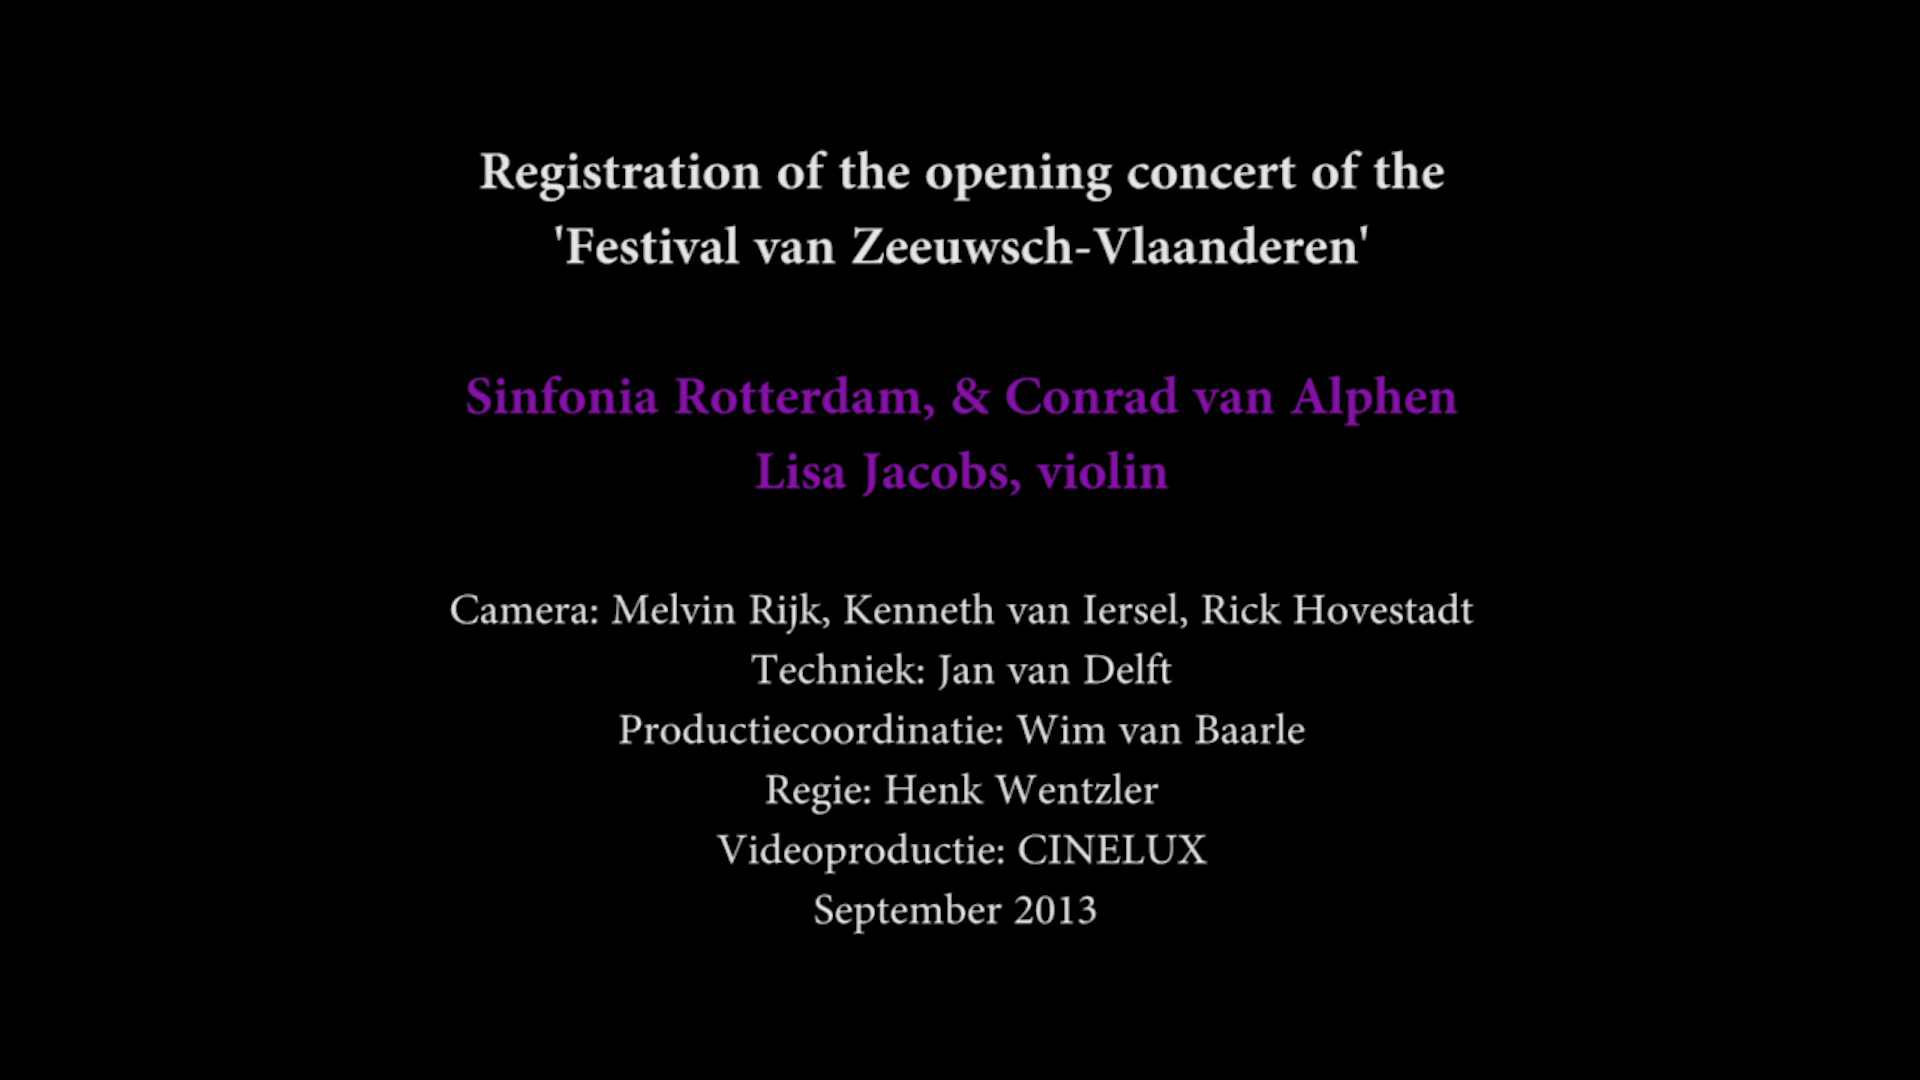 Registration of the opening concert of the
'Festival van Zeeuwsch-Vlaanderen'
Sinfonia Rotterdam, & Conrad van Alphen
Lisa Jacobs, violin
Camera: Melvin Rijk, Kenneth van Iersel, Rick Hovestadt
Techniek: Jan van Delft
Productiecoordinatie: Wim van Baarle
Regie: Henk Wentzler
Videoproductie: CINELUX
September 2013